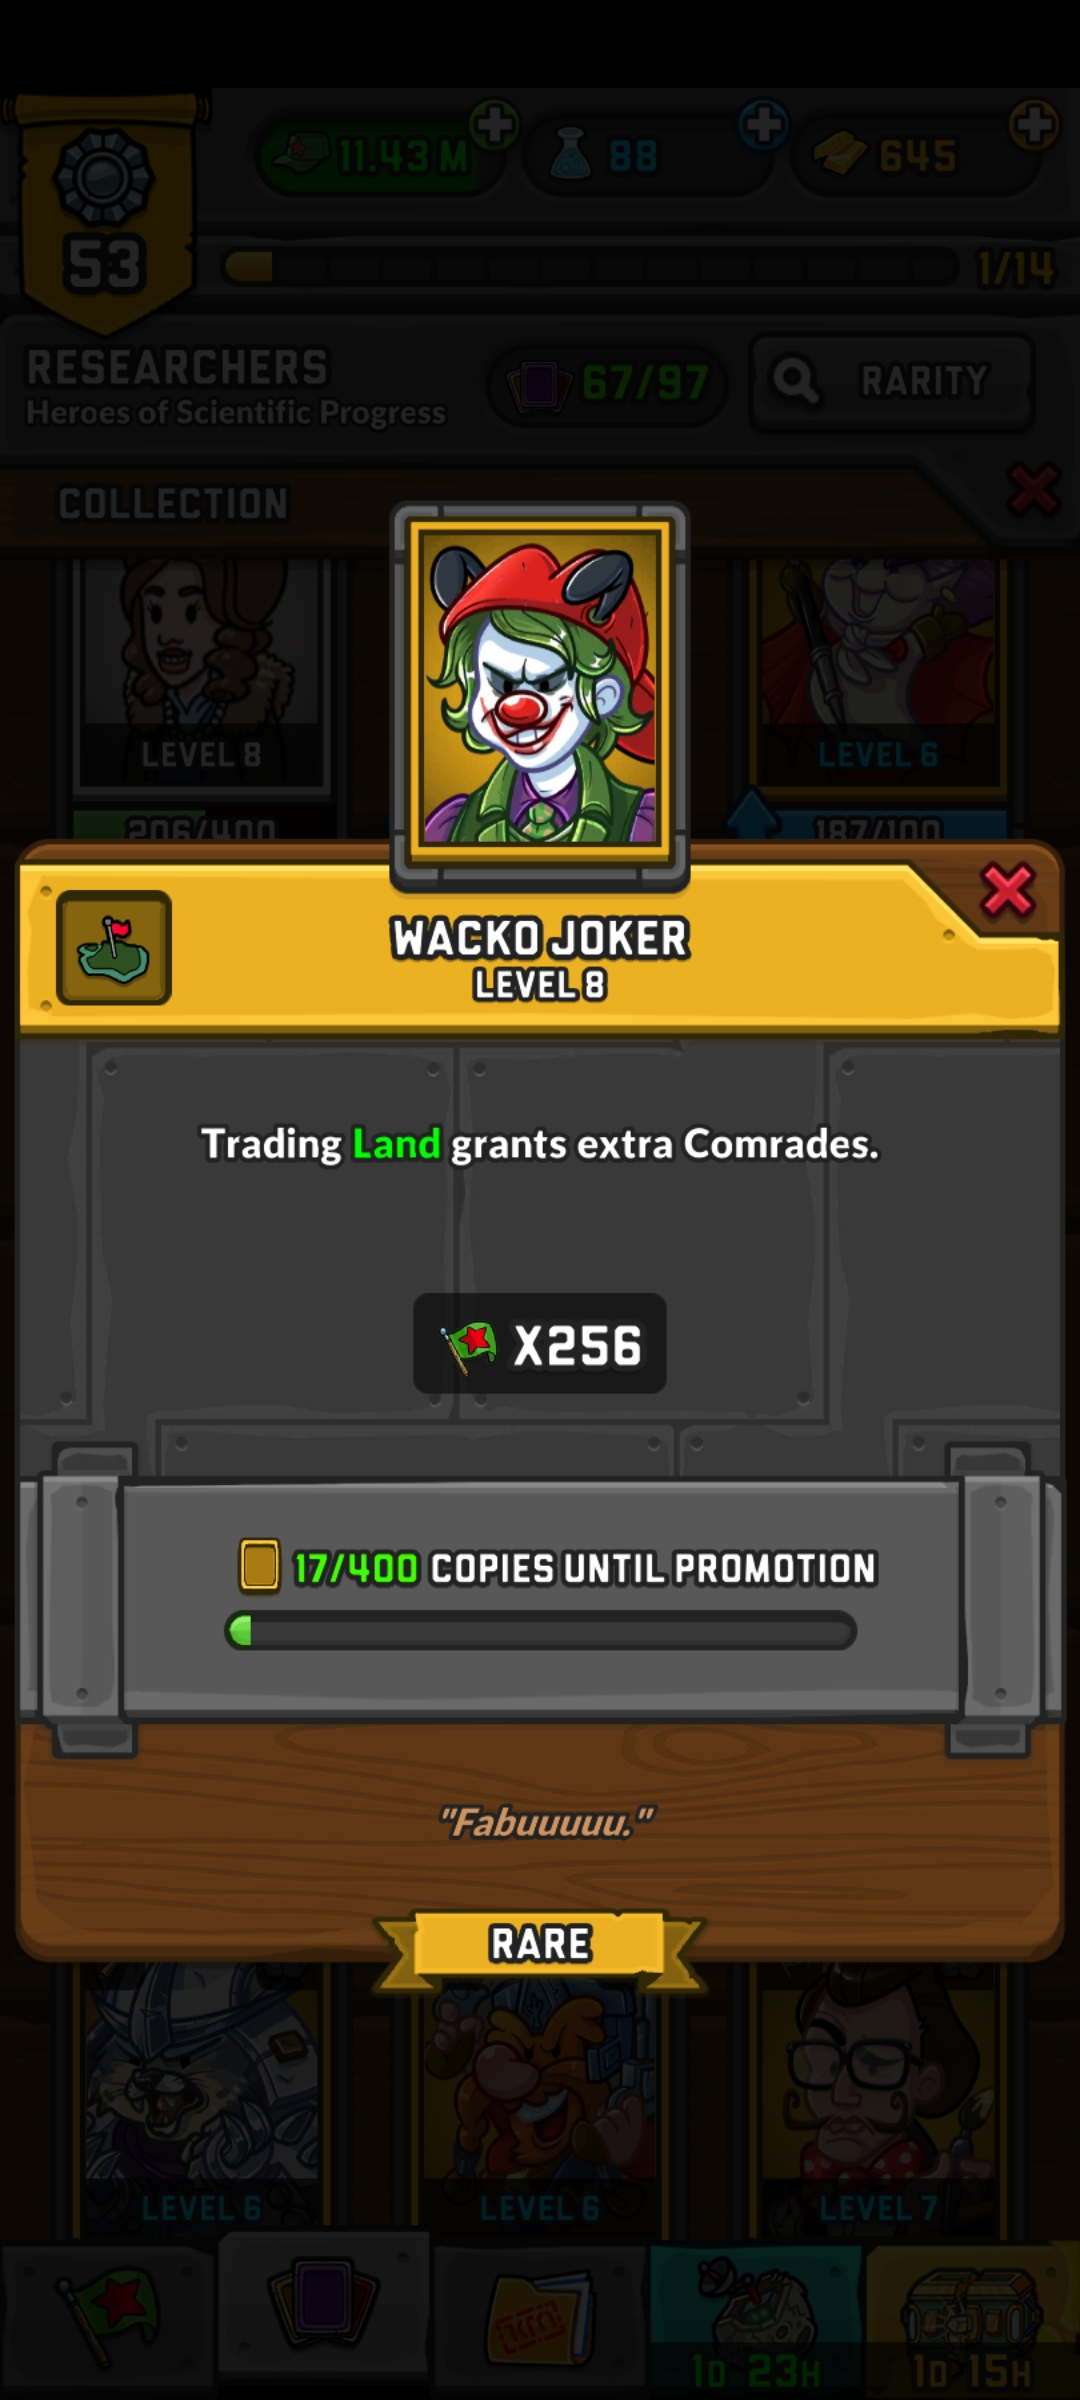 11.43 M
88
645
53
1/14
RESEARCHERS
Heroes of Scientific Progress
67/97
RARITY
COLLECTION
LEVEL 8
LEVEL 6
206/400
187/100
WACKO JOKER
LEVEL 8
Trading Land grants extra Comrades.
X256
17/400 COPIES UNTIL PROMOTION
"Fabuuuuu."
RARE
LEVEL 6
LEVEL 6
LEVEL 7
1D 23H
1D 15H